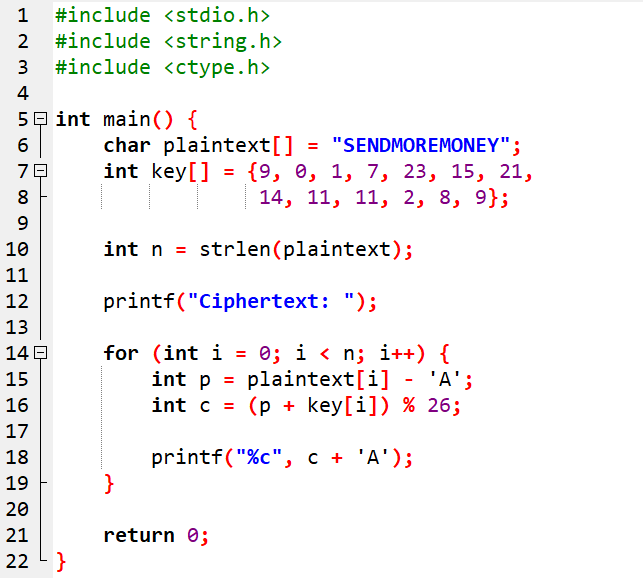 1 #include <stdio.h>
2 #include <string.h>
3 #include <ctype.h>
4
5 int main() {
6     char plaintext[] = "SENDMOREMONEY";
7     int key[] = {9, 0, 1, 7, 23, 15, 21,
8                  14, 11, 11, 2, 8, 9};
9
10     int n = strlen(plaintext);
11
12     printf("Ciphertext: ");
13
14     for (int i = 0; i < n; i++) {
15         int p = plaintext[i] - 'A';
16         int c = (p + key[i]) % 26;
17
18         printf("%c", c + 'A');
19     }
20
21     return 0;
22 }